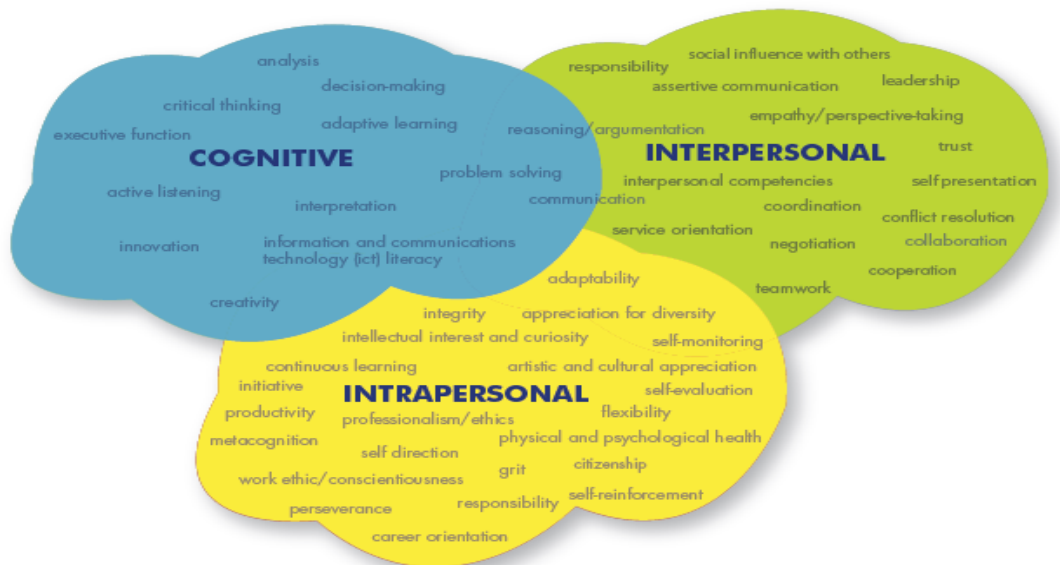 analysis
decision-making
critical thinking
executive function
adaptive learning
COGNITIVE
problem solving
active listening
interpretation
innovation
information and communications
technology (ict) literacy
creativity
responsibility
social influence with others
assertive communication
leadership
empathy/perspective-taking
reasoning/argumentation
INTERPERSONAL
trust
interpersonal competencies
self presentation
communication
coordination
conflict resolution
service orientation
negotiation
collaboration
cooperation
teamwork
adaptability
integrity
appreciation for diversity
intellectual interest and curiosity
self-monitoring
continuous learning
artistic and cultural appreciation
initiative
INTRAPERSONAL
self-evaluation
productivity
professionalism/ethics
flexibility
metacognition
physical and psychological health
self direction
grit
citizenship
work ethic/conscientiousness
responsibility
self-reinforcement
perseverance
career orientation